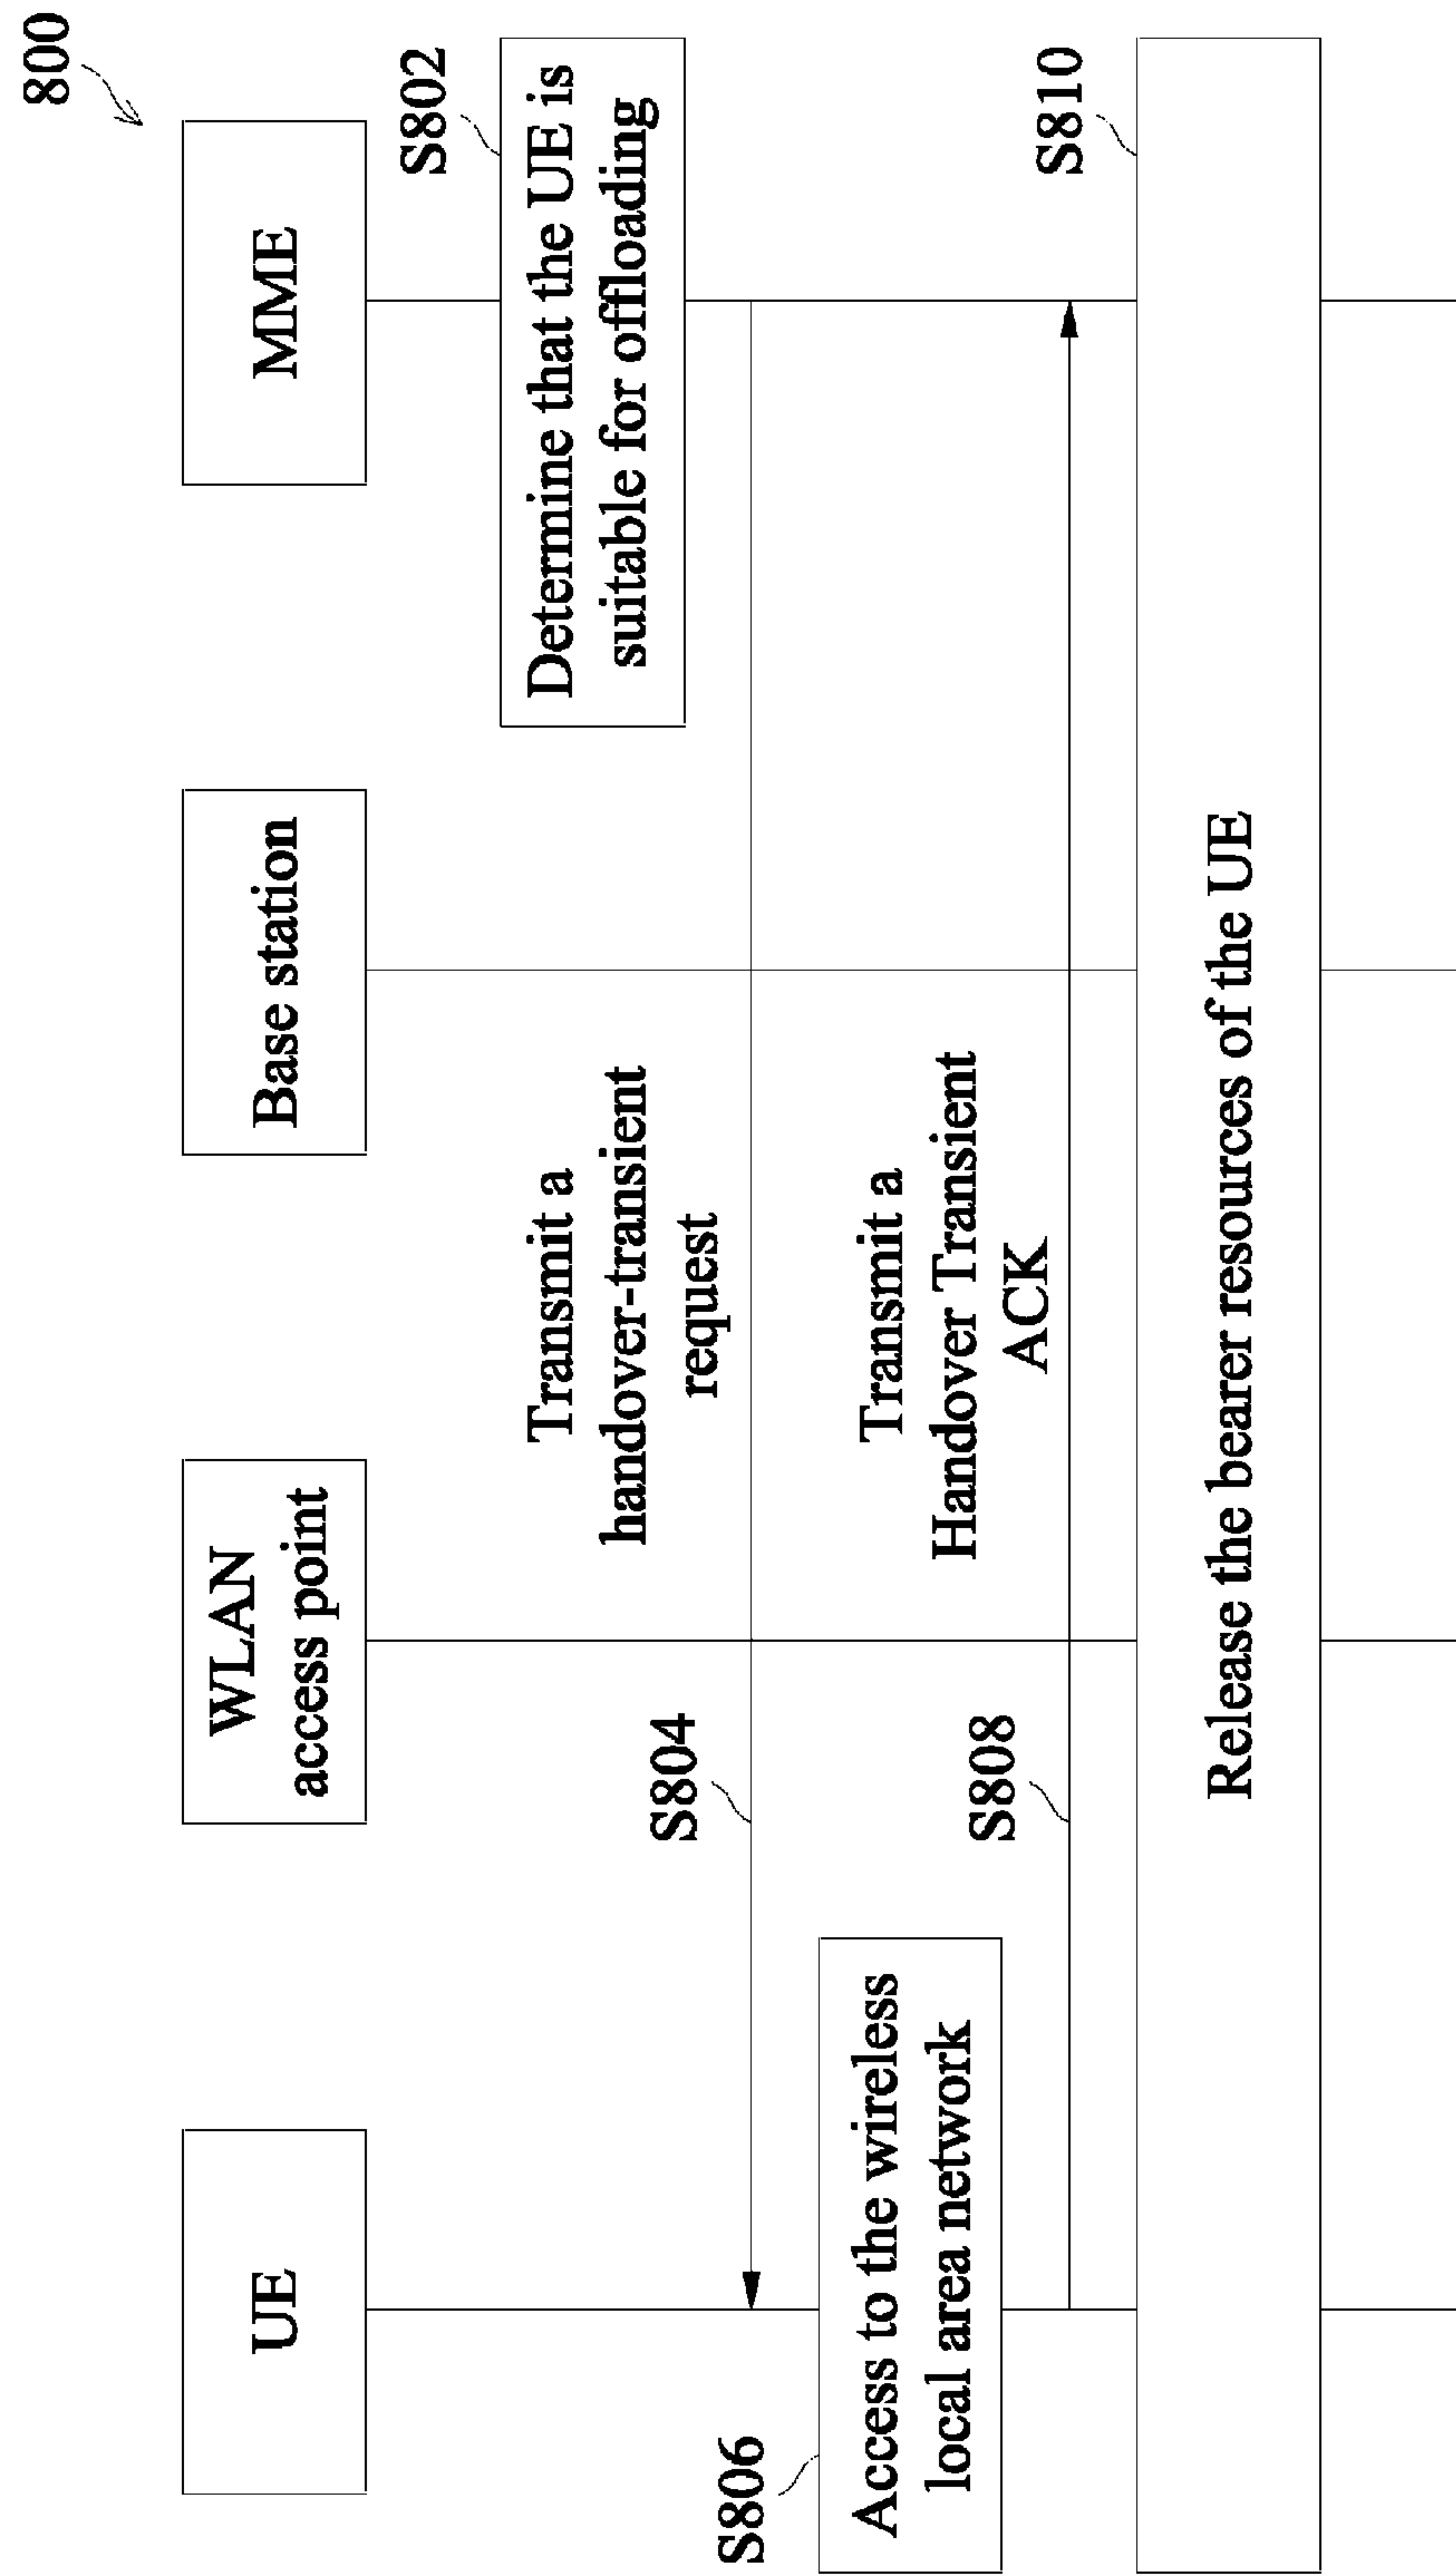 800
UE
WLAN
access point
Base station
MME
S802
Determine that the UE is
suitable for offloading
Transmit a
handover-transient
request
S804
S806
Access to the wireless
local area network
Transmit a
Handover Transient
ACK
S808
S810
Release the bearer resources of the UE